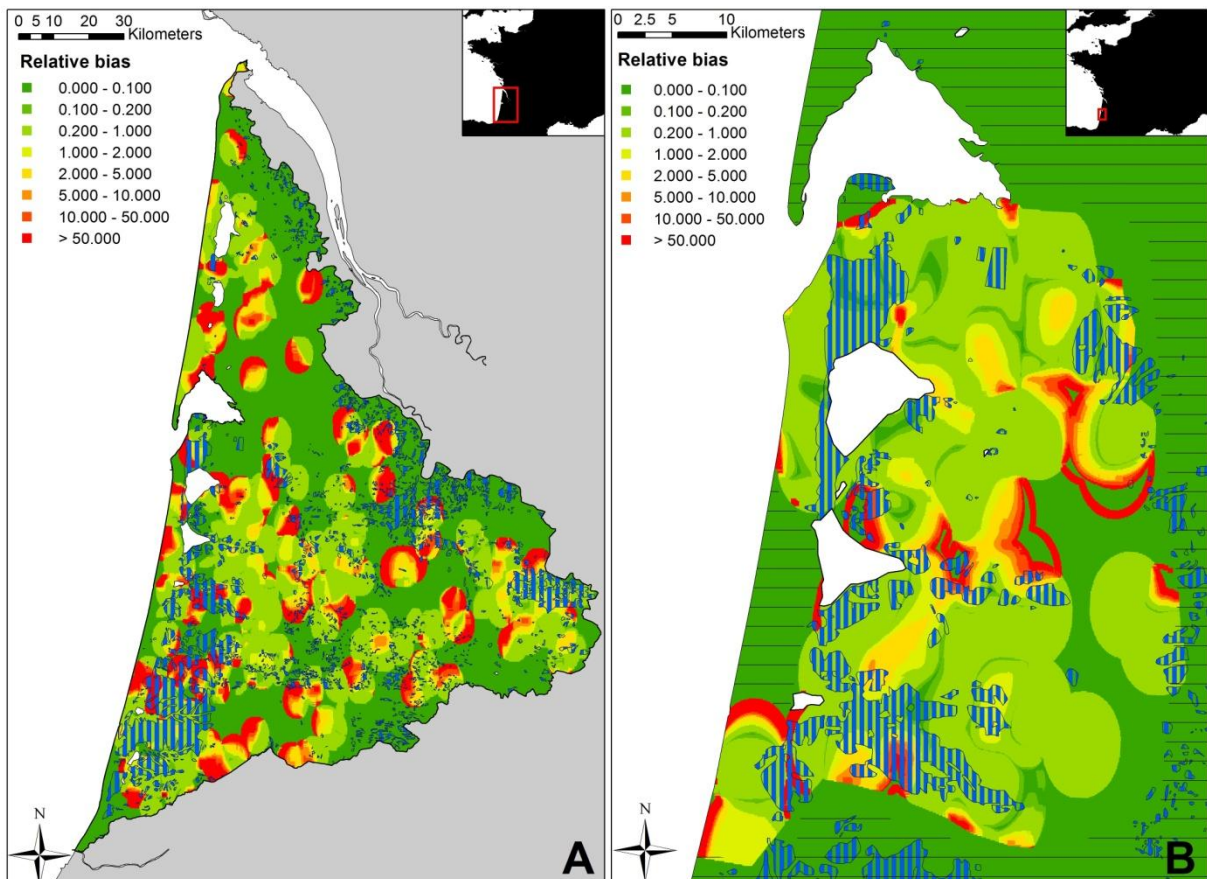 0 5 10 20 30
Kilometers
Relative bias
0.000 - 0.100
0.100 - 0.200
0.200 - 1.000
1.000 - 2.000
2.000 - 5.000
5.000 - 10.000
10.000 - 50.000
> 50.000
N
A
0 2.5 5 10
Kilometers
Relative bias
0.000 - 0.100
0.100 - 0.200
0.200 - 1.000
1.000 - 2.000
2.000 - 5.000
5.000 - 10.000
10.000 - 50.000
> 50.000
N
B